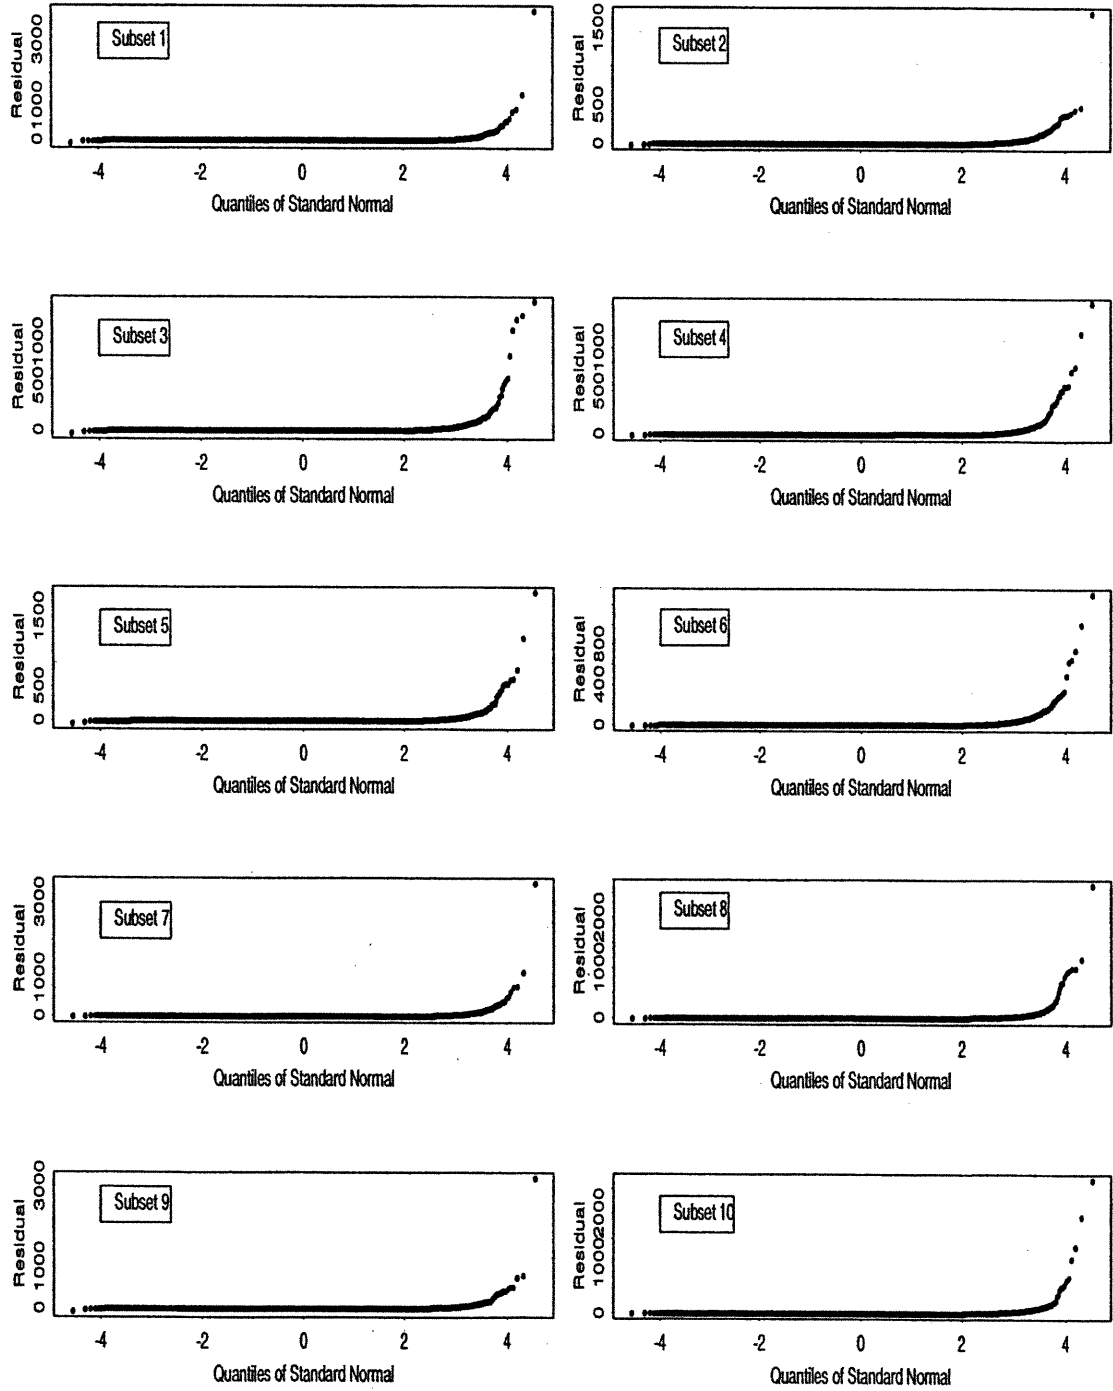 Subset 1
Residual
0 1000 3000
-4 -2 0 2 4
Quantiles of Standard Normal
Subset 2
Residual
0 500 1500
-4 -2 0 2 4
Quantiles of Standard Normal
Subset 3
Residual
0 500 1000
-4 -2 0 2 4
Quantiles of Standard Normal
Subset 4
Residual
0 500 1000
-4 -2 0 2 4
Quantiles of Standard Normal
Subset 5
Residual
0 500 1500
-4 -2 0 2 4
Quantiles of Standard Normal
Subset 6
Residual
0 400 800
-4 -2 0 2 4
Quantiles of Standard Normal
Subset 7
Residual
0 1000 3000
-4 -2 0 2 4
Quantiles of Standard Normal
Subset 8
Residual
0 1000 2000
-4 -2 0 2 4
Quantiles of Standard Normal
Subset 9
Residual
0 1000 3000
-4 -2 0 2 4
Quantiles of Standard Normal
Subset 10
Residual
0 1000 2000
-4 -2 0 2 4
Quantiles of Standard Normal